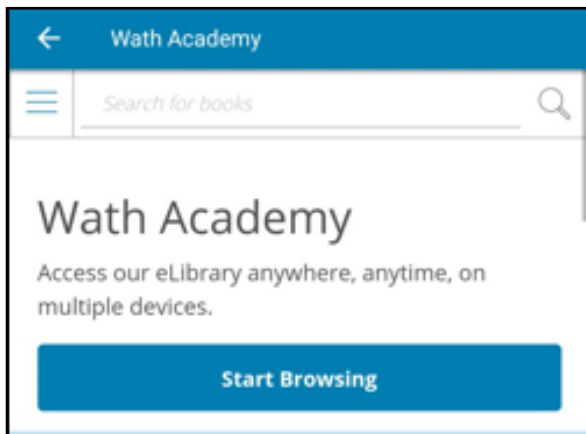 Wath Academy
Search for books
Wath Academy
Access our eLibrary anywhere, anytime, on
multiple devices.
Start Browsing